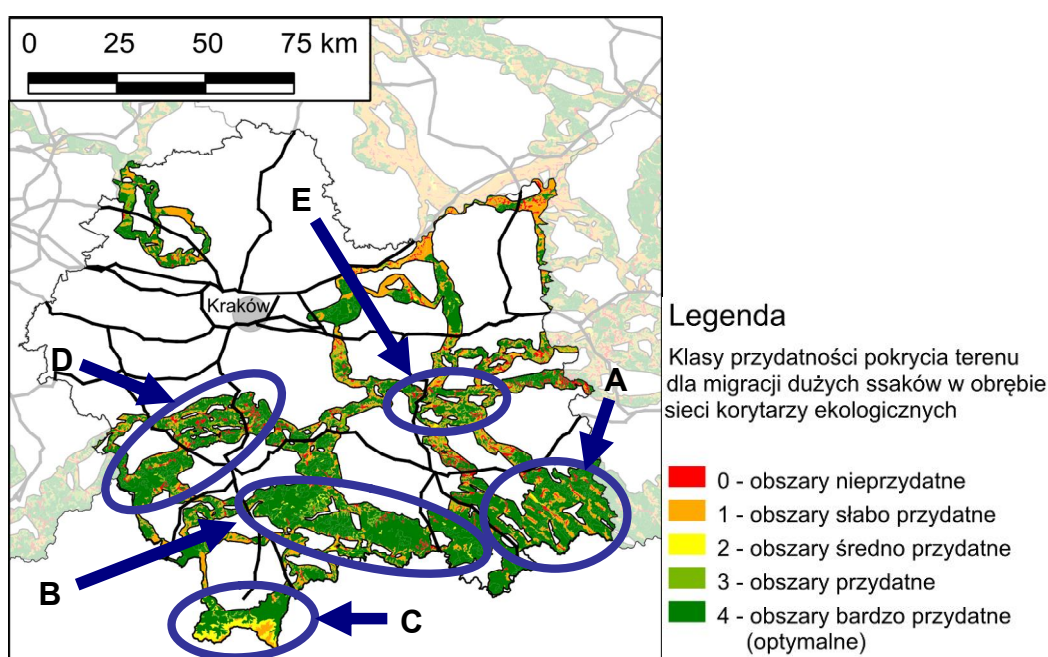 0 25 50 75 km
E
Kraków
D
A
B
C
Legenda
Klasy przydatności pokrycia terenu
dla migracji dużych ssaków w obrębie
sieci korytarzy ekologicznych
0 - obszary nieprzydatne
1 - obszary słabo przydatne
2 - obszary średno przydatne
3 - obszary przydatne
4 - obszary bardzo przydatne
(optymalne)